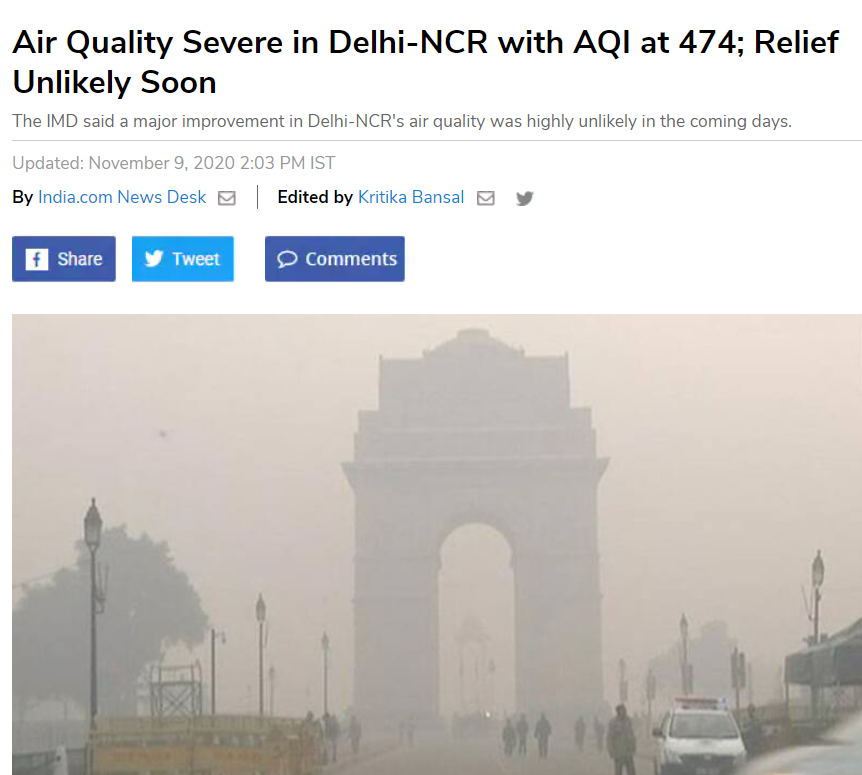 Air Quality Severe in Delhi-NCR with AQI at 474; Relief
Unlikely Soon
The IMD said a major improvement in Delhi-NCR's air quality was highly unlikely in the coming days.
Updated: November 9, 2020 2:03 PM IST
By India.com News Desk Edited by Kritika Bansal
Share Tweet Comments